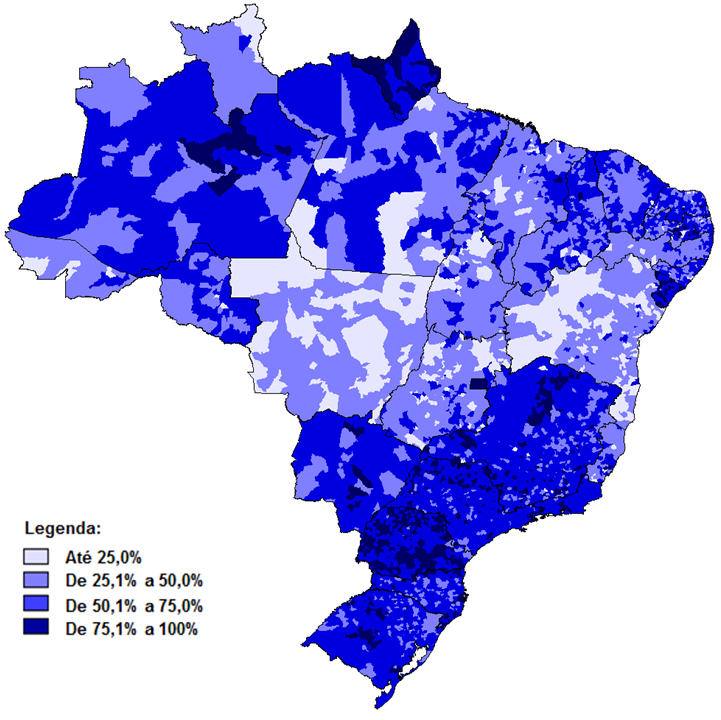 Legenda:
Até 25,0%
De 25,1% a 50,0%
De 50,1% a 75,0%
De 75,1% a 100%